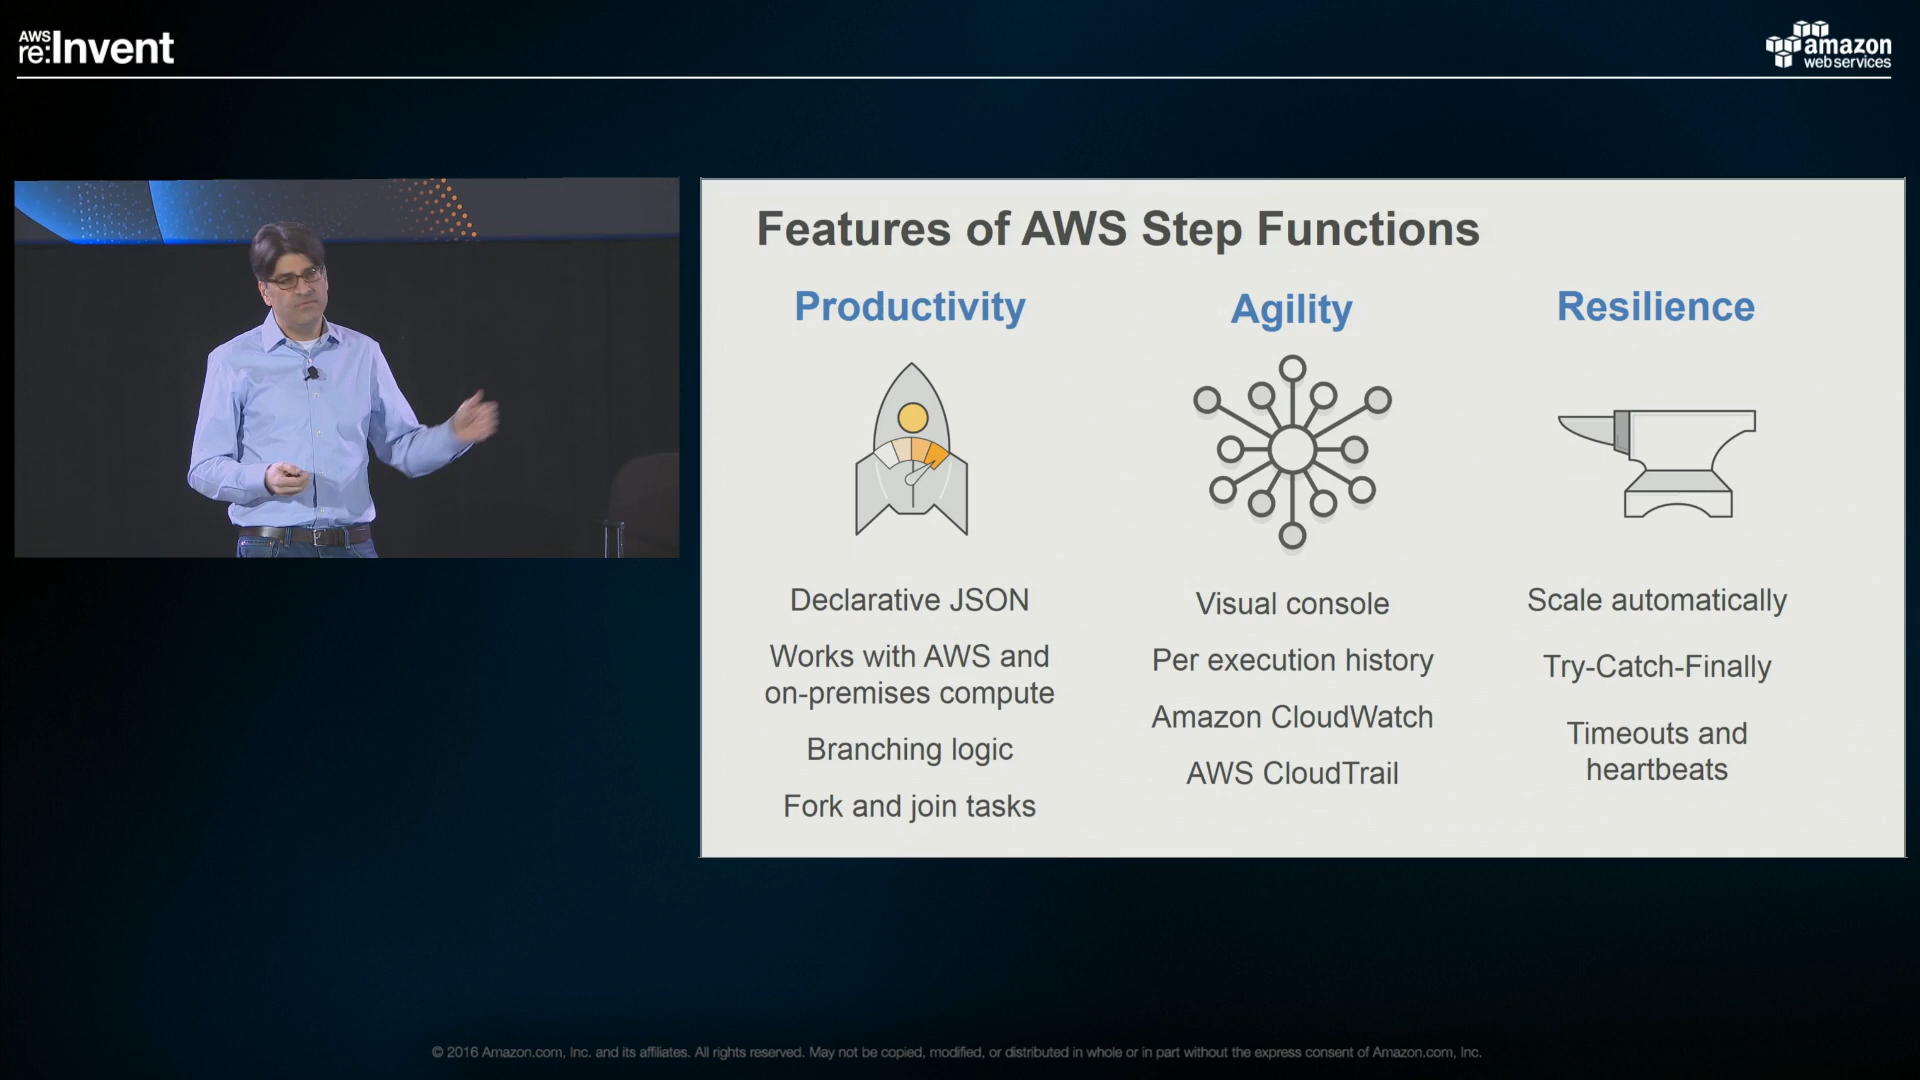 AWS
re:Invent
amazon
web services
Features of AWS Step Functions
Productivity
Agility
Resilience
Declarative JSON
Works with AWS and
on-premises compute
Branching logic
Fork and join tasks
Visual console
Per execution history
Amazon CloudWatch
AWS CloudTrail
Scale automatically
Try-Catch-Finally
Timeouts and
heartbeats
© 2016 Amazon.com, Inc. and its affiliates. All rights reserved. May not be copied, modified, or distributed in whole or in part without the express consent of Amazon.com, Inc.